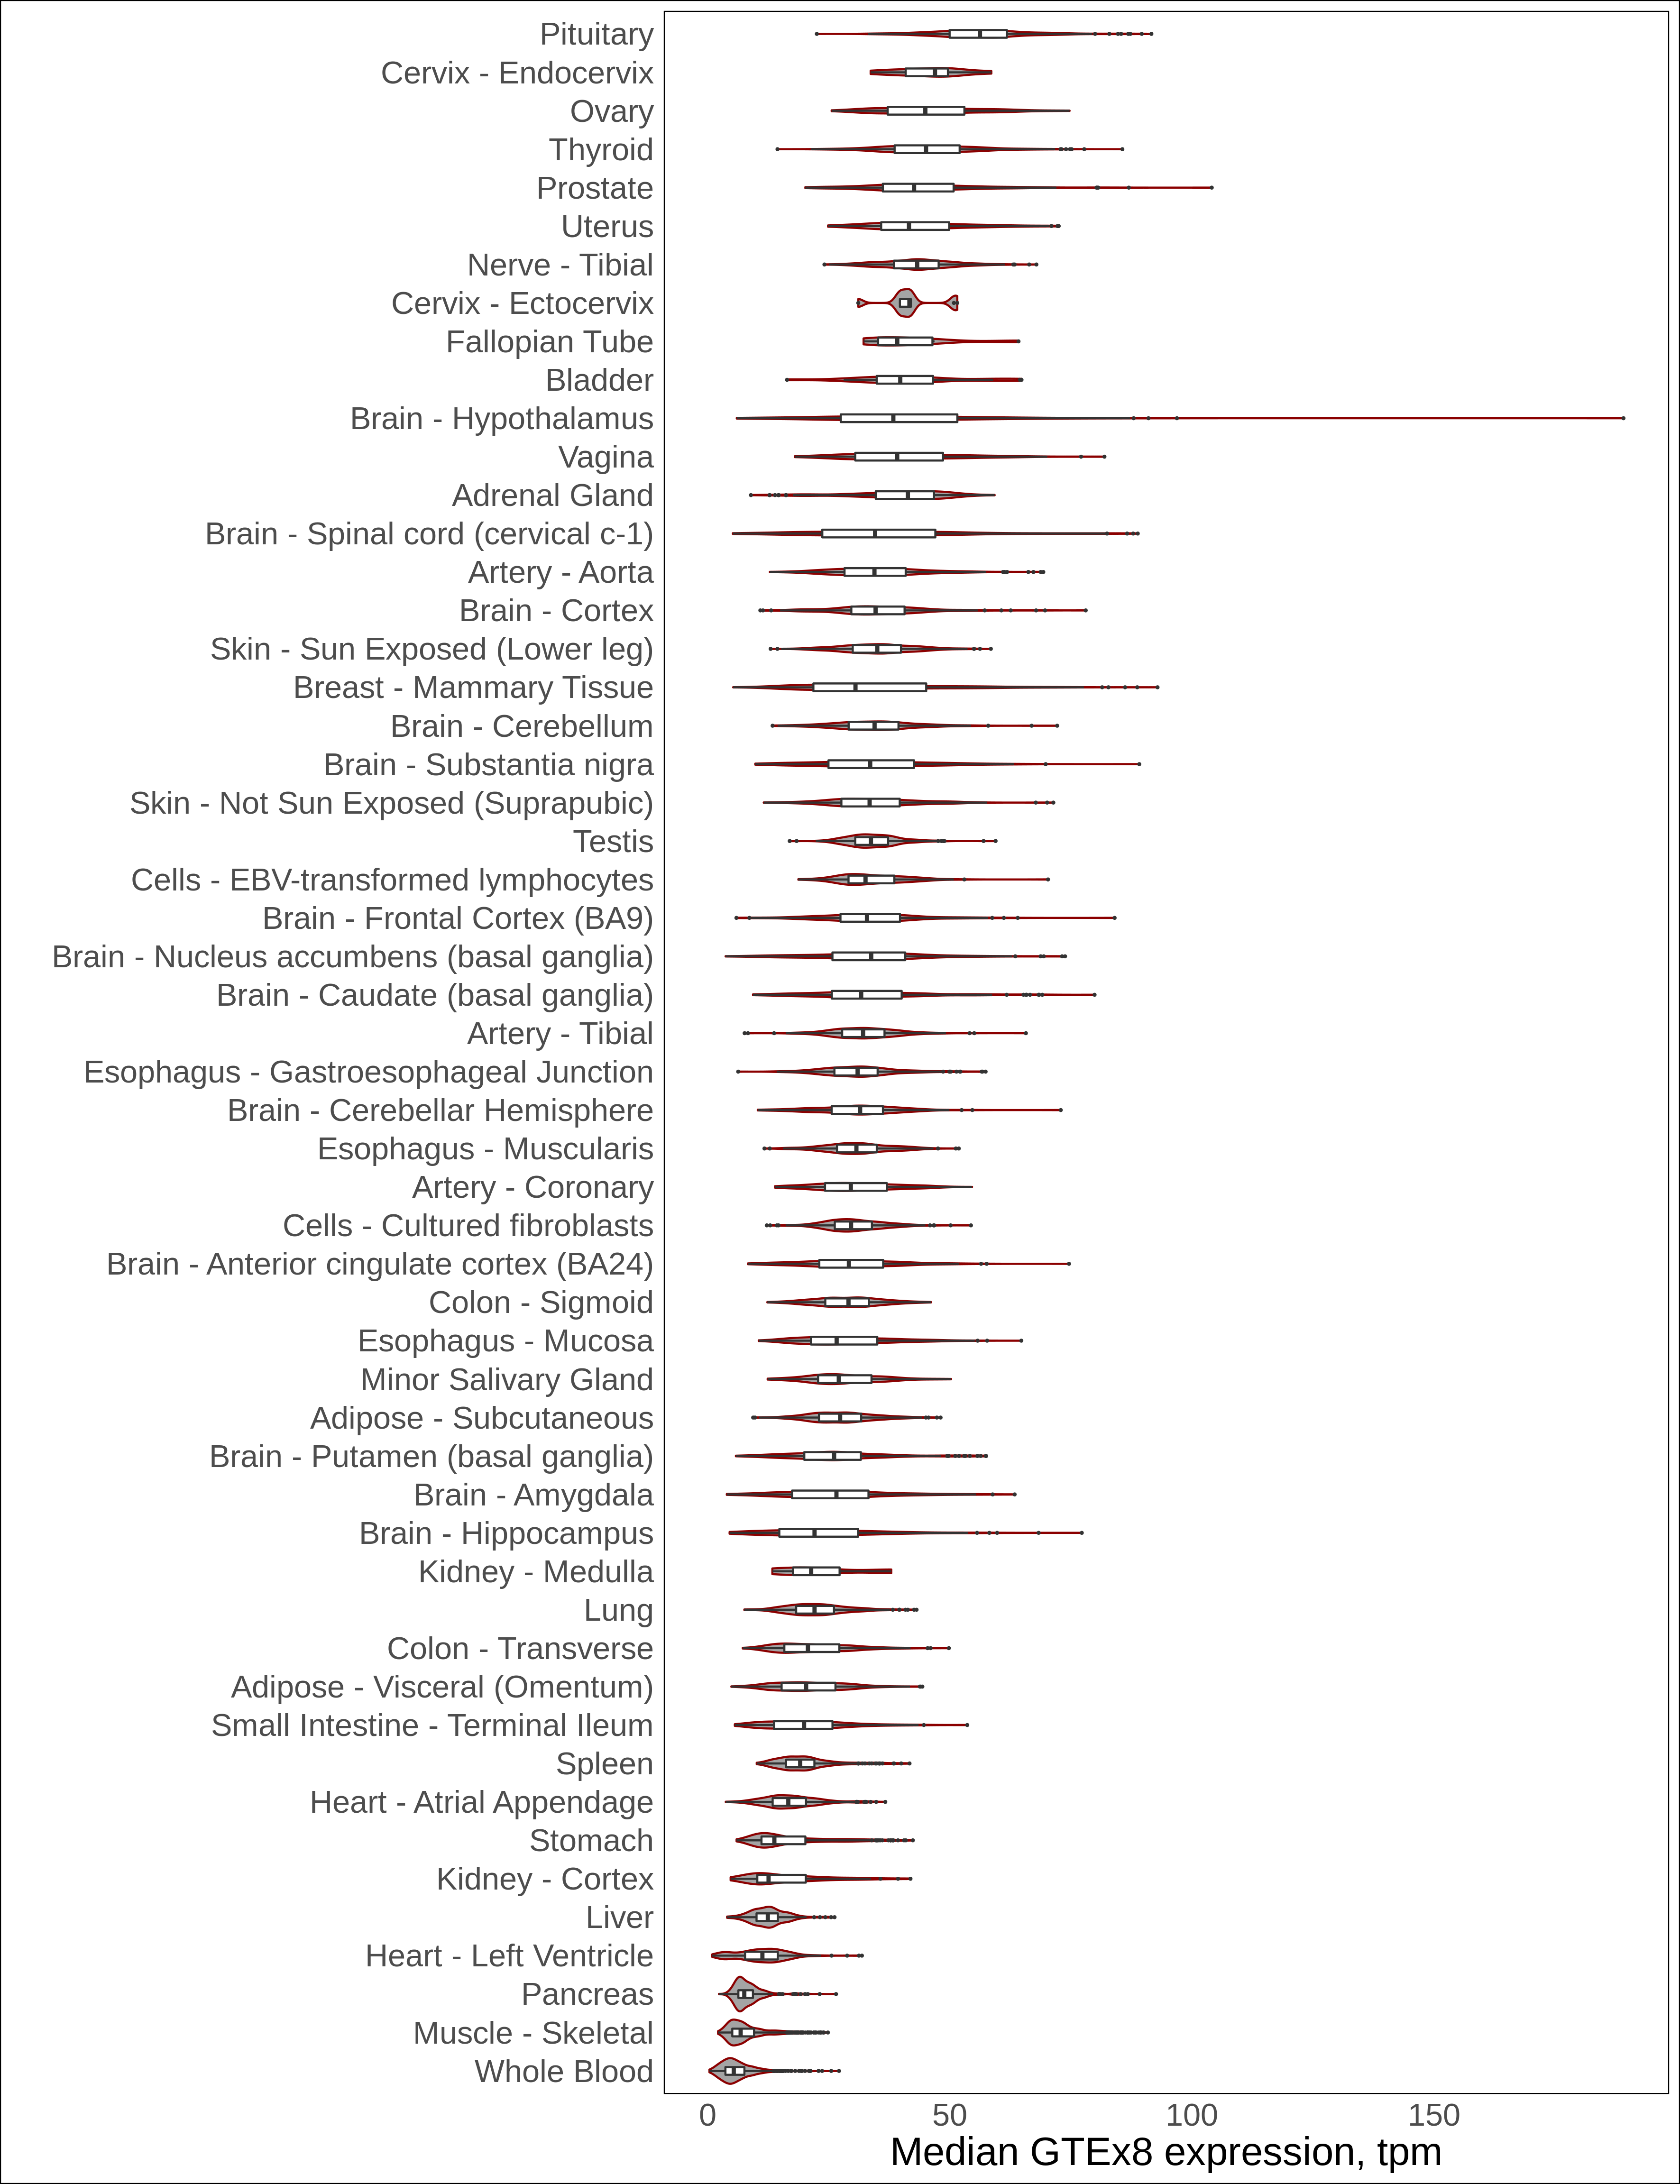 Pituitary
Cervix - Endocervix
Ovary
Thyroid
Prostate
Uterus
Nerve - Tibial
Cervix - Ectocervix
Fallopian Tube
Bladder
Brain - Hypothalamus
Vagina
Adrenal Gland
Brain - Spinal cord (cervical c-1)
Artery - Aorta
Brain - Cortex
Skin - Sun Exposed (Lower leg)
Breast - Mammary Tissue
Brain - Cerebellum
Brain - Substantia nigra
Skin - Not Sun Exposed (Suprapubic)
Testis
Cells - EBV-transformed lymphocytes
Brain - Frontal Cortex (BA9)
Brain - Nucleus accumbens (basal ganglia)
Brain - Caudate (basal ganglia)
Artery - Tibial
Esophagus - Gastroesophageal Junction
Brain - Cerebellar Hemisphere
Esophagus - Muscularis
Artery - Coronary
Cells - Cultured fibroblasts
Brain - Anterior cingulate cortex (BA24)
Colon - Sigmoid
Esophagus - Mucosa
Minor Salivary Gland
Adipose - Subcutaneous
Brain - Putamen (basal ganglia)
Brain - Amygdala
Brain - Hippocampus
Kidney - Medulla
Lung
Colon - Transverse
Adipose - Visceral (Omentum)
Small Intestine - Terminal Ileum
Spleen
Heart - Atrial Appendage
Stomach
Kidney - Cortex
Liver
Heart - Left Ventricle
Pancreas
Muscle - Skeletal
Whole Blood
0 50 100 150
Median GTEx8 expression, tpm